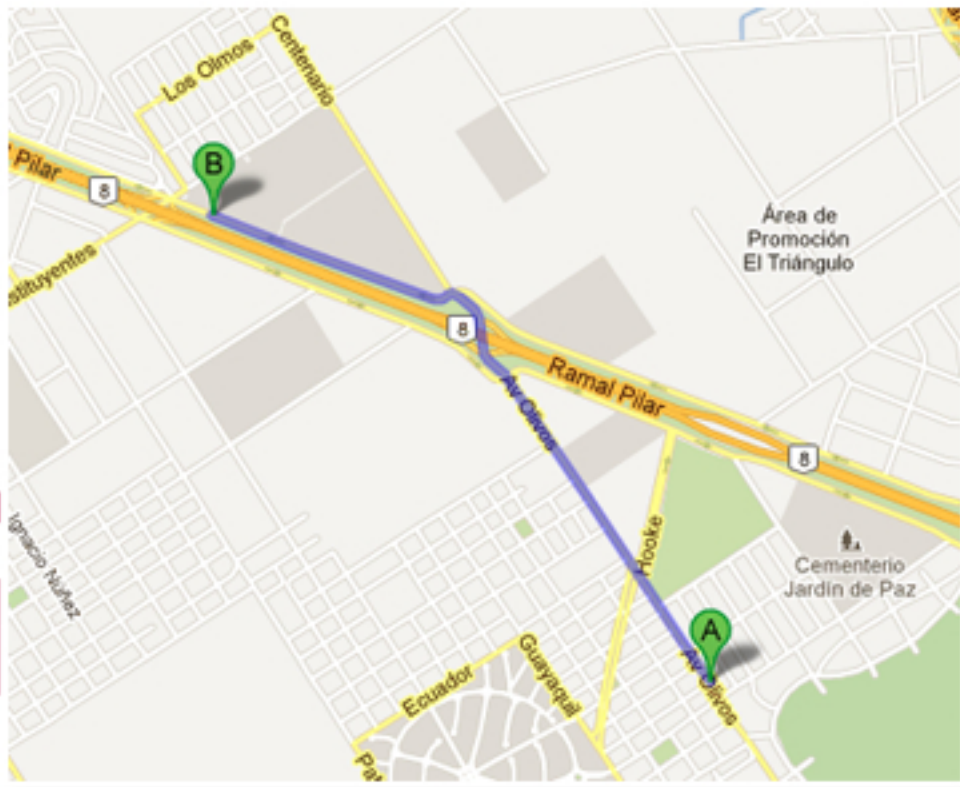 Los Olmos
Centenario
Pilar
8
B
Área de
Promoción
El Triángulo
stituyentes
8
Ramal Pilar
Av Olivos
8
Ignacio Nuñez
Hooke
Cementerio
Jardín de Paz
A
Av Olivos
Guayaquil
Ecuador
Pat